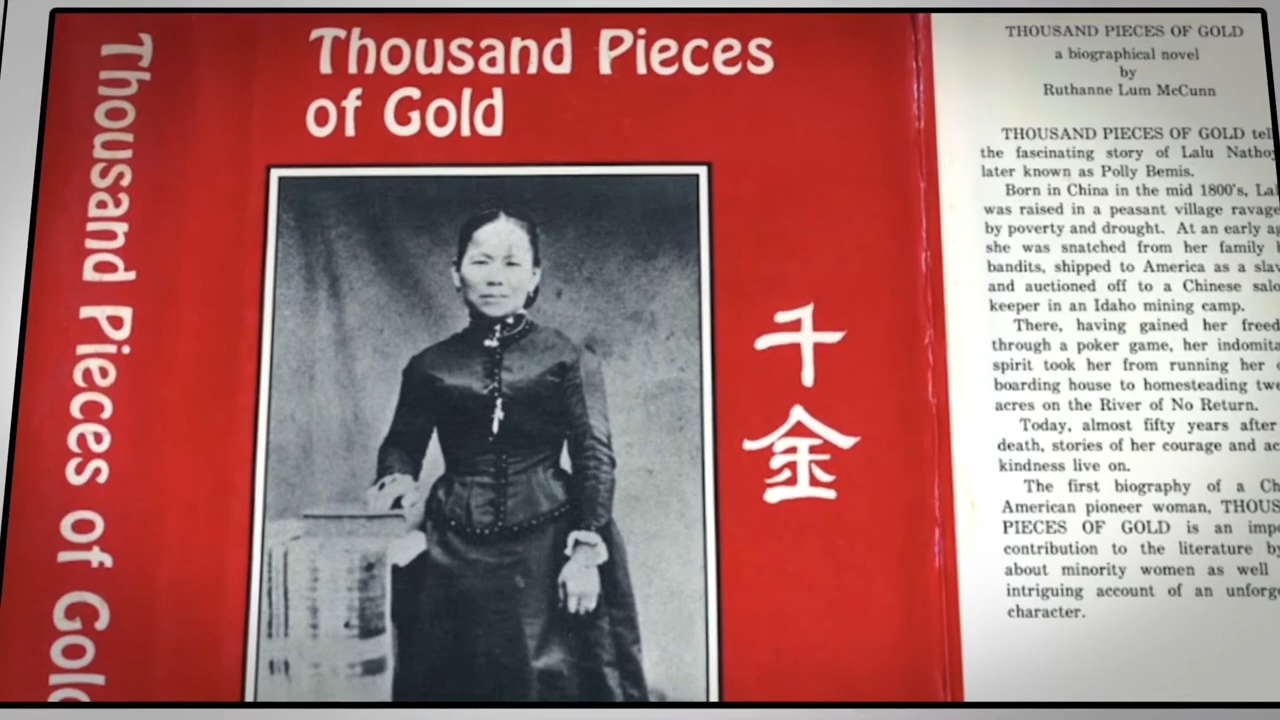 Thousand Pieces of Gold
Thousand Pieces
of Gold
千
金
THOUSAND PIECES OF GOLD
a biographical novel
by
Ruthanne Lum McCunn
THOUSAND PIECES OF GOLD
the fascinating story of Lalu
later known as Polly Bemis.
Born in China in the mid 1800's,
was raised in a peasant village
by poverty and drought. At an early
she was snatched from her family
bandits, shipped to America as a
and auctioned off to a Chinese
keeper in an Idaho mining camp.
There, having gained her
through a poker game, her
spirit took her from running her
boarding house to homesteading
acres on the River of No Return.
Today, almost fifty years after
death, stories of her courage and
kindness live on.
The first biography of a
American pioneer woman,
PIECES OF GOLD is an
contribution to the literature
about minority women as well
intriguing account of an
character.